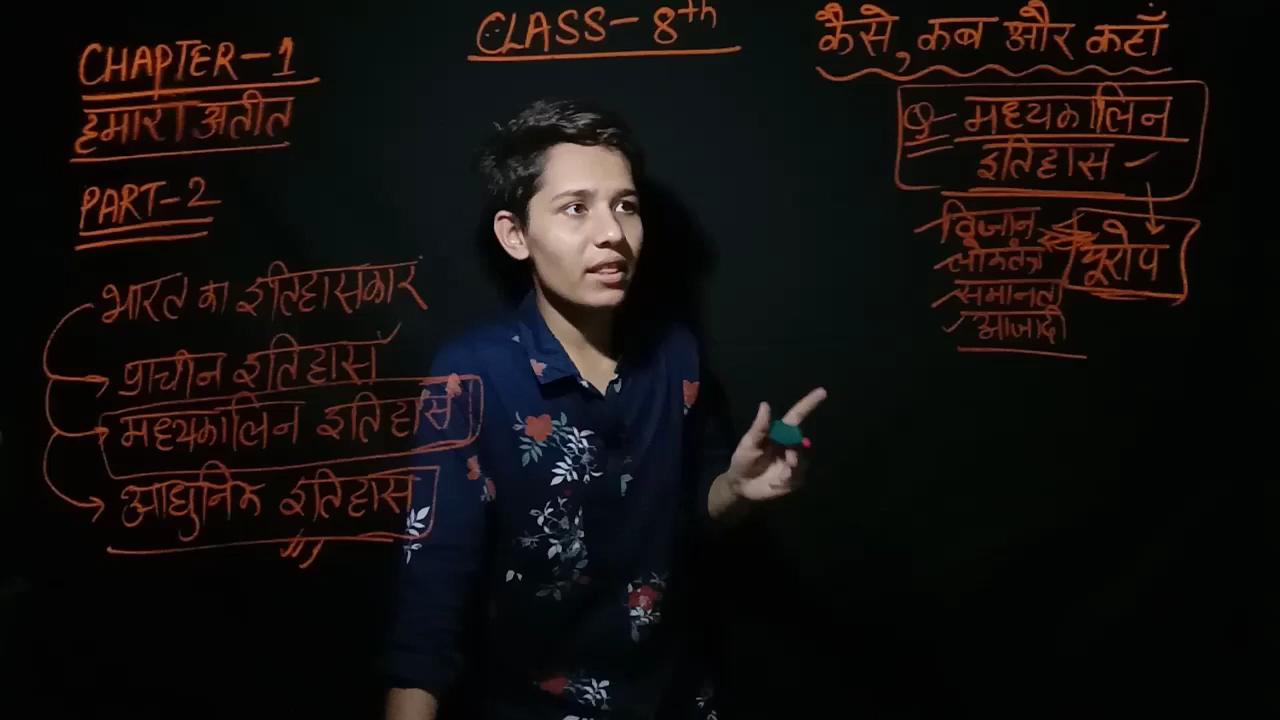 CLASS-8th
CHAPTER-1
हमारा अतीत
PART-2
भारत का इतिहासकार
प्राचीन इतिहास
मध्यकालिन इतिहास
आधुनिक इतिहास
कैसे, कब और कहाँ
Q- मध्यकालिन
इतिहास -
विज्ञान
लोकतंत्र
समानता
आजादी
यूरोप